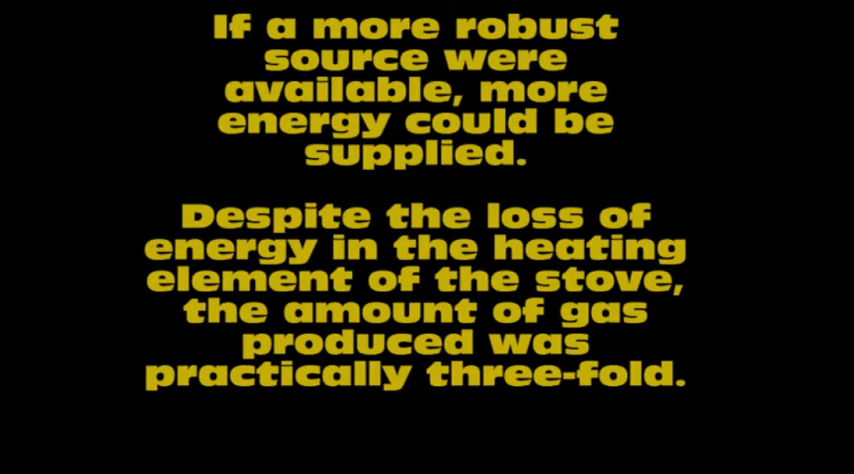 If a more robust
source were
available, more
energy could be
supplied.
Despite the loss of
energy in the heating
element of the stove,
the amount of gas
produced was
practically three-fold.